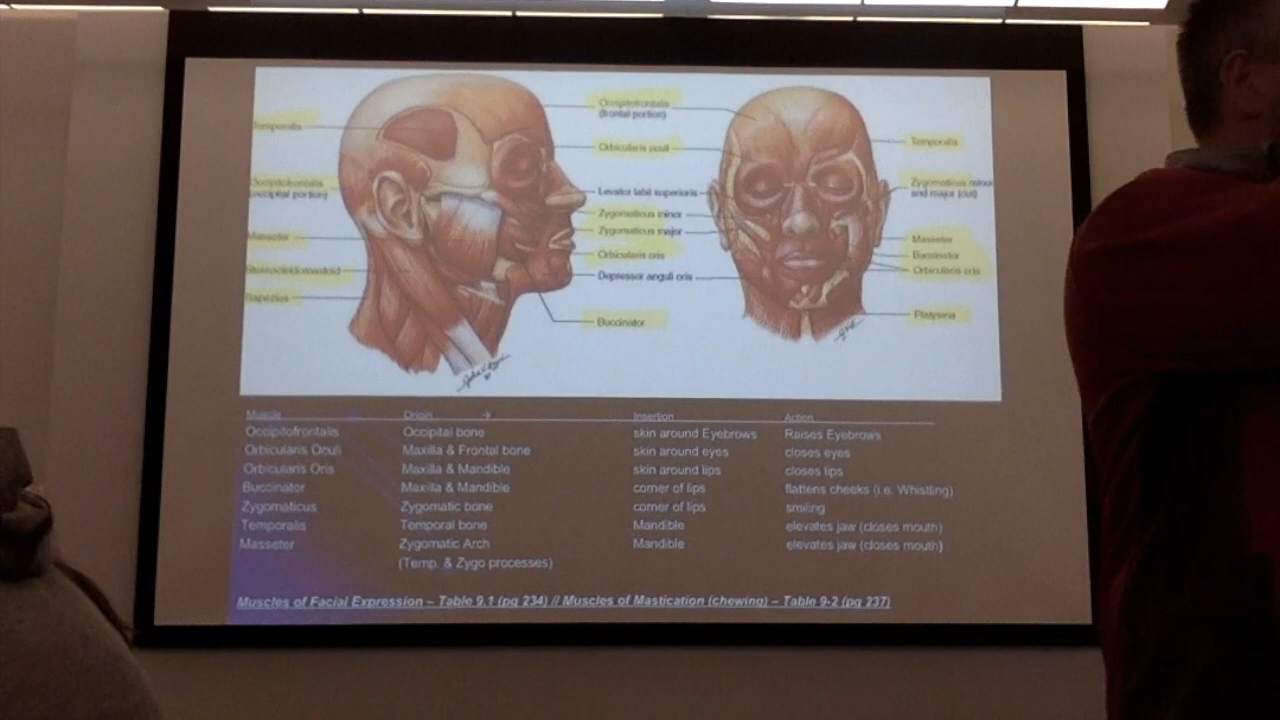 Temporalis
Occipitofrontalis
(occipital portion)
Masseter
Sternocleidomastoid
Trapezius
Occipitofrontalis
(frontal portion)
Orbicularis oculi
Levator labii superioris
Zygomaticus minor
Zygomaticus major
Orbicularis oris
Depressor anguli oris
Buccinator
Temporalis
Zygomaticus minor
and major (cut)
Masseter
Buccinator
Orbicularis oris
Platysma
Muscle Origin → Insertion Action
Occipitofrontalis Occipital bone skin around Eyebrows Raises Eyebrows
Orbicularis Oculi Maxilla & Frontal bone skin around eyes closes eyes
Orbicularis Oris Maxilla & Mandible skin around lips closes lips
Buccinator Maxilla & Mandible corner of lips flattens cheeks (i.e. Whistling)
Zygomaticus Zygomatic bone corner of lips smiling
Temporalis Temporal bone Mandible elevates jaw (closes mouth)
Masseter Zygomatic Arch Mandible elevates jaw (closes mouth)
(Temp. & Zygo processes)
Muscles of Facial Expression – Table 9.1 (pg 234) // Muscles of Mastication (chewing) – Table 9-2 (pg 237)